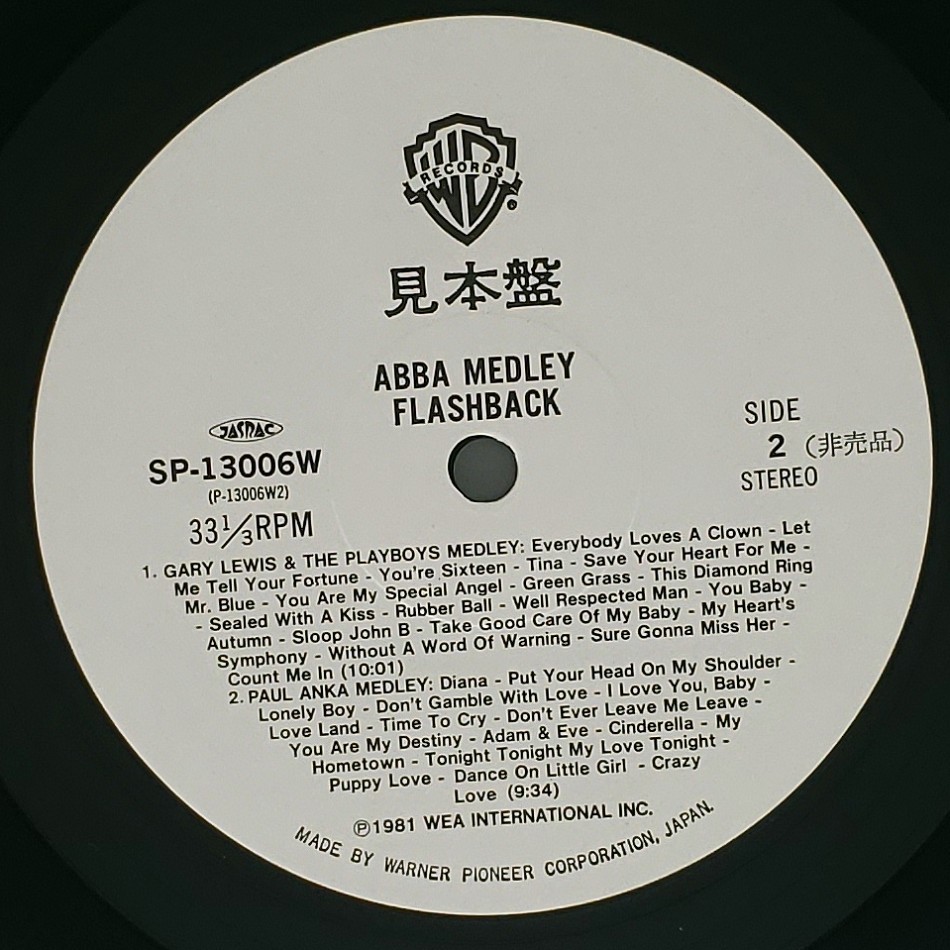 WB
RECORDS
見本盤
ABBA MEDLEY
FLASHBACK
JASRAC
SP-13006W
(P-13006W2)
33 1/3 RPM
SIDE
2 (非売品)
STEREO
1. GARY LEWIS & THE PLAYBOYS MEDLEY: Everybody Loves A Clown - Let
Me Tell Your Fortune - You're Sixteen - Tina - Save Your Heart For Me -
Mr. Blue - You Are My Special Angel - Green Grass - This Diamond Ring
- Sealed With A Kiss - Rubber Ball - Well Respected Man - You Baby -
Autumn - Sloop John B - Take Good Care Of My Baby - My Heart's
Symphony - Without A Word Of Warning - Sure Gonna Miss Her -
Count Me In (10:01)
2. PAUL ANKA MEDLEY: Diana - Put Your Head On My Shoulder -
Lonely Boy - Don't Gamble With Love - I Love You, Baby -
Love Land - Time To Cry - Don't Ever Leave Me Leave -
You Are My Destiny - Adam & Eve - Cinderella - My
Hometown - Tonight Tonight My Love Tonight -
Puppy Love - Dance On Little Girl - Crazy
Love (9:34)
℗1981 WEA INTERNATIONAL INC.
MADE BY WARNER PIONEER CORPORATION, JAPAN.